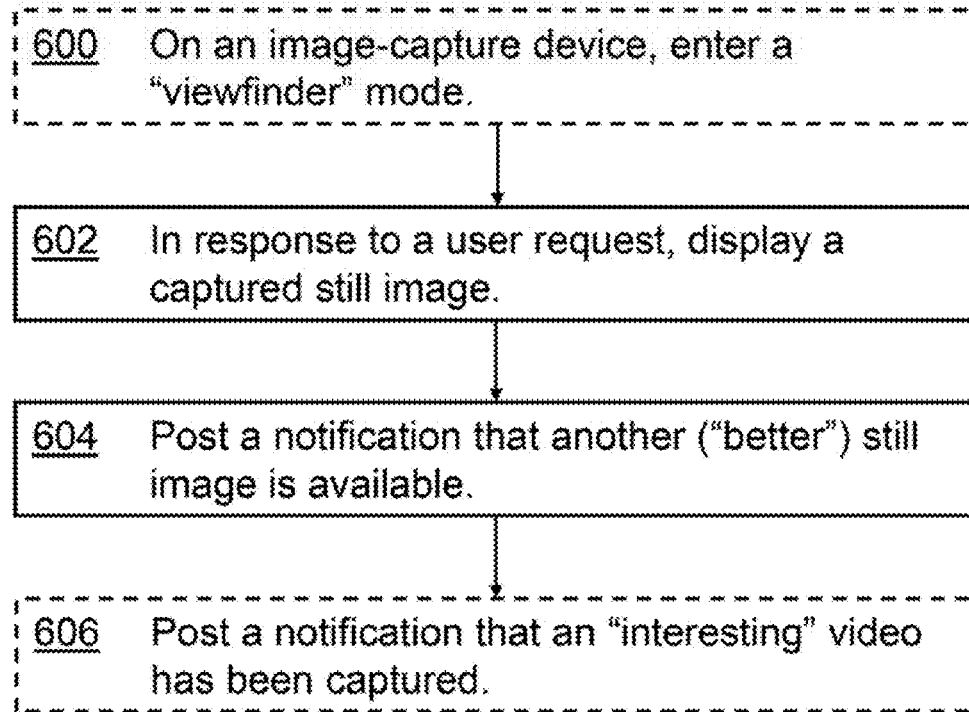 600 On an image-capture device, enter a
“viewfinder” mode.
602 In response to a user request, display a
captured still image.
604 Post a notification that another (“better”) still
image is available.
606 Post a notification that an “interesting” video
has been captured.